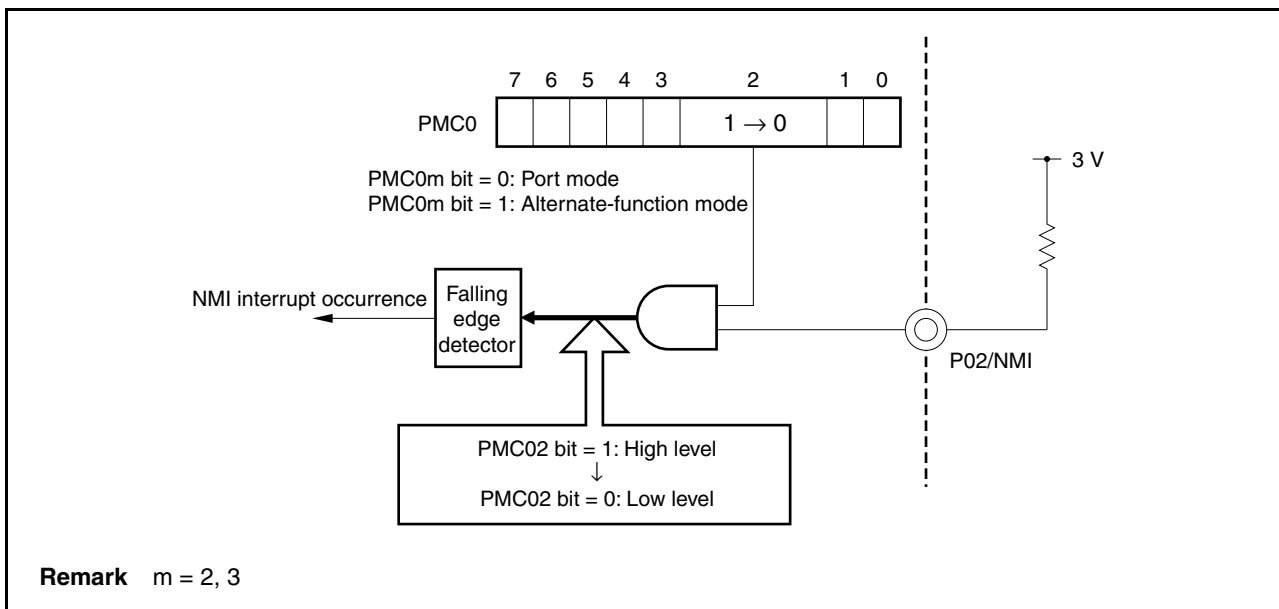 7 6 5 4 3 2 1 0
PMC0
1 → 0
3 V
PMC0m bit = 0: Port mode
PMC0m bit = 1: Alternate-function mode
NMI interrupt occurrence
Falling
edge
detector
P02/NMI
PMC02 bit = 1: High level
↓
PMC02 bit = 0: Low level
Remark m = 2, 3